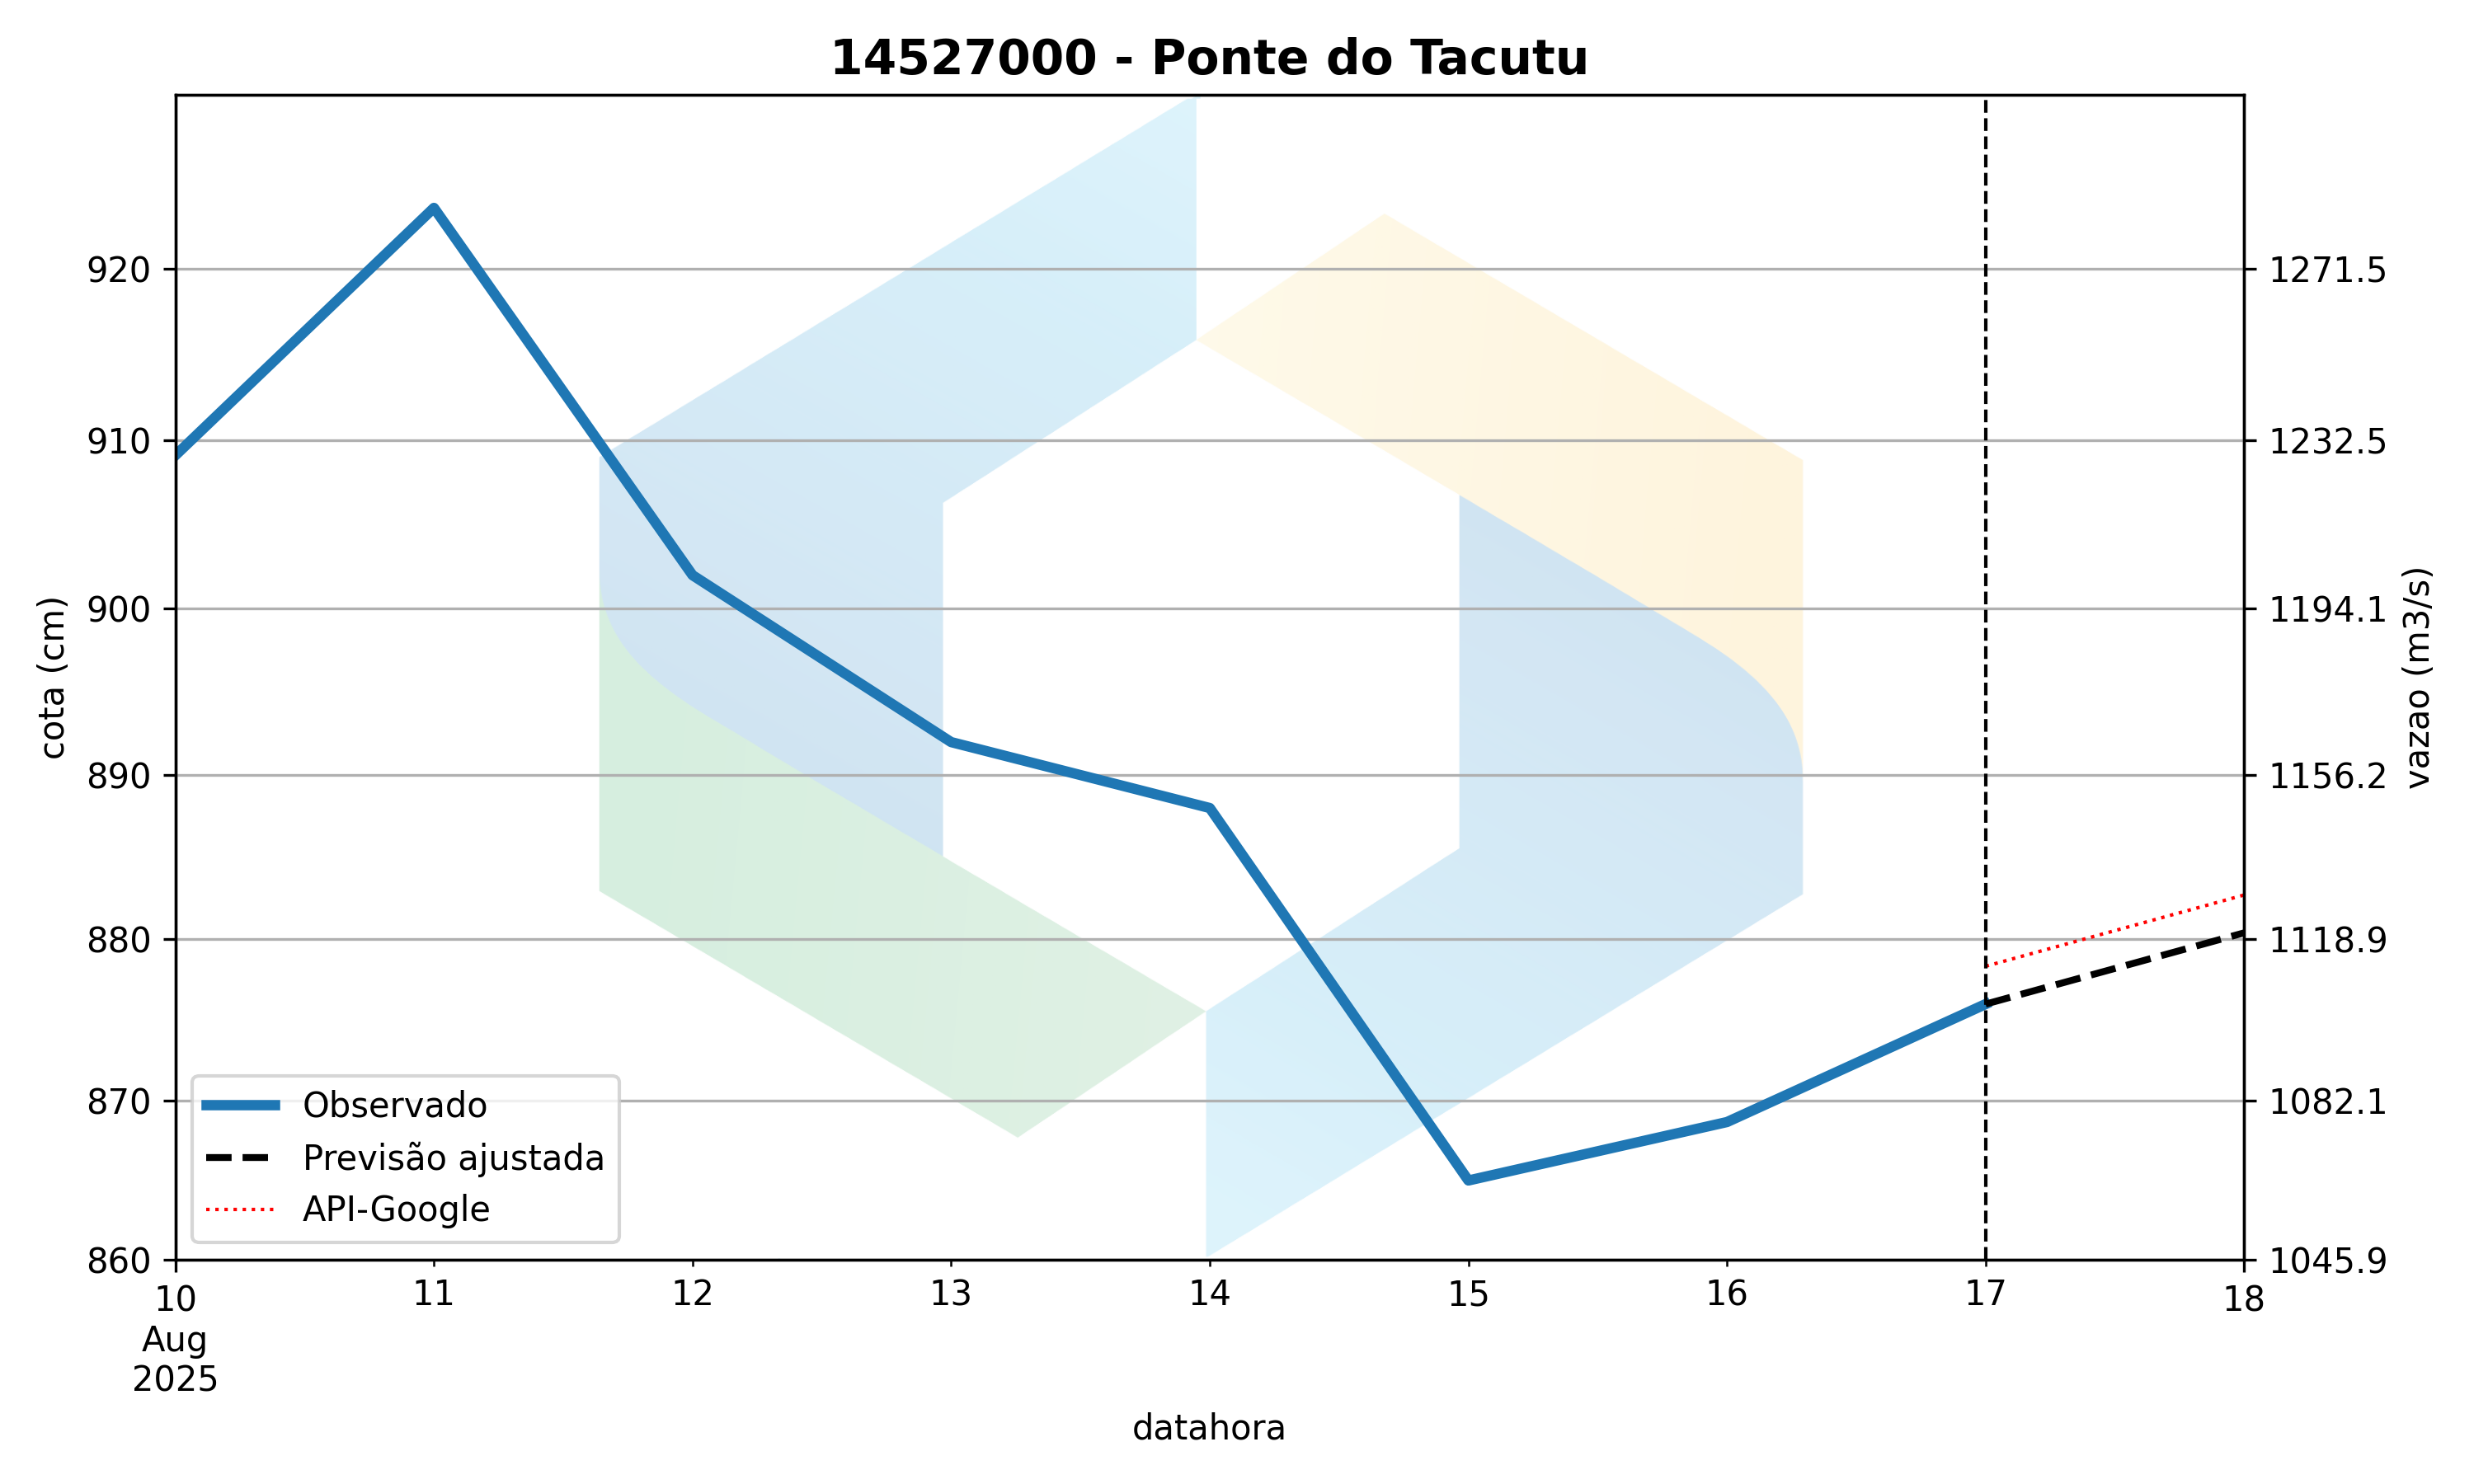 14527000 - Ponte do Tacutu
cota (cm)
920
910
900
890
880
870
860
1271.5
1232.5
1194.1
1156.2
1118.9
1082.1
1045.9
vazao (m3/s)
Observado
Previsão ajustada
API-Google
10 11 12 13 14 15 16 17 18
Aug
2025
datahora